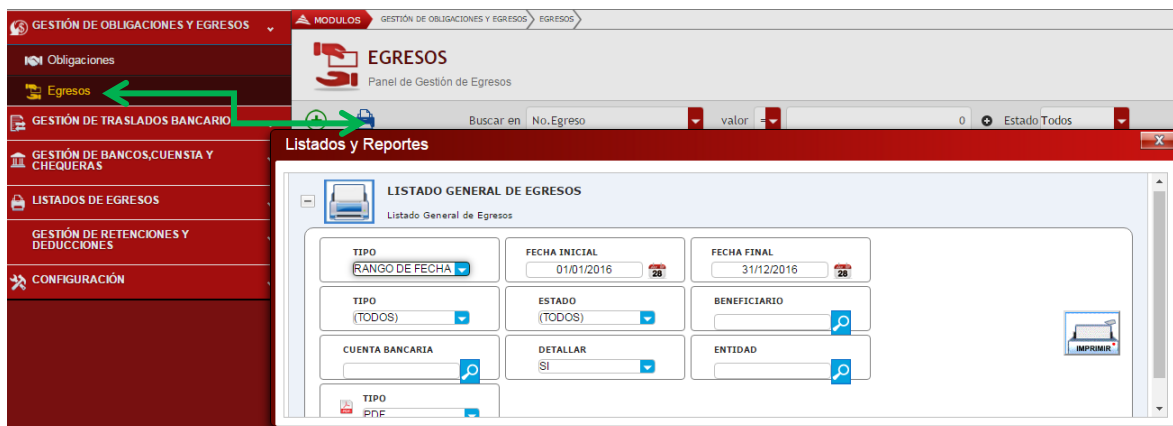 GESTIÓN DE OBLIGACIONES Y EGRESOS
Obligaciones
Egresos
GESTIÓN DE TRASLADOS BANCARIO
GESTIÓN DE BANCOS,CUENSTA Y
CHEQUERAS
LISTADOS DE EGRESOS
GESTIÓN DE RETENCIONES Y
DEDUCCIONES
CONFIGURACIÓN
MODULOS GESTIÓN DE OBLIGACIONES Y EGRESOS EGRESOS
EGRESOS
Panel de Gestión de Egresos
Buscar en No.Egreso valor = 0 Estado Todos
Listados y Reportes X
LISTADO GENERAL DE EGRESOS
Listado General de Egresos
TIPO FECHA INICIAL FECHA FINAL
RANGO DE FECHA 01/01/2016 28 31/12/2016 28
TIPO ESTADO BENEFICIARIO
(TODOS) (TODOS)
IMPRIMIR
CUENTA BANCARIA DETALLAR ENTIDAD
SI
TIPO
PDF